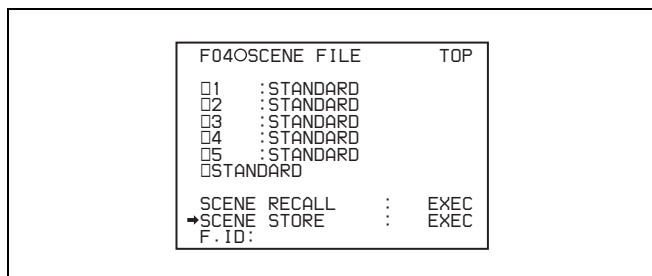 F04○SCENE FILE TOP
□1 :STANDARD
□2 :STANDARD
□3 :STANDARD
□4 :STANDARD
□5 :STANDARD
□STANDARD
SCENE RECALL : EXEC
➡SCENE STORE : EXEC
F.ID: